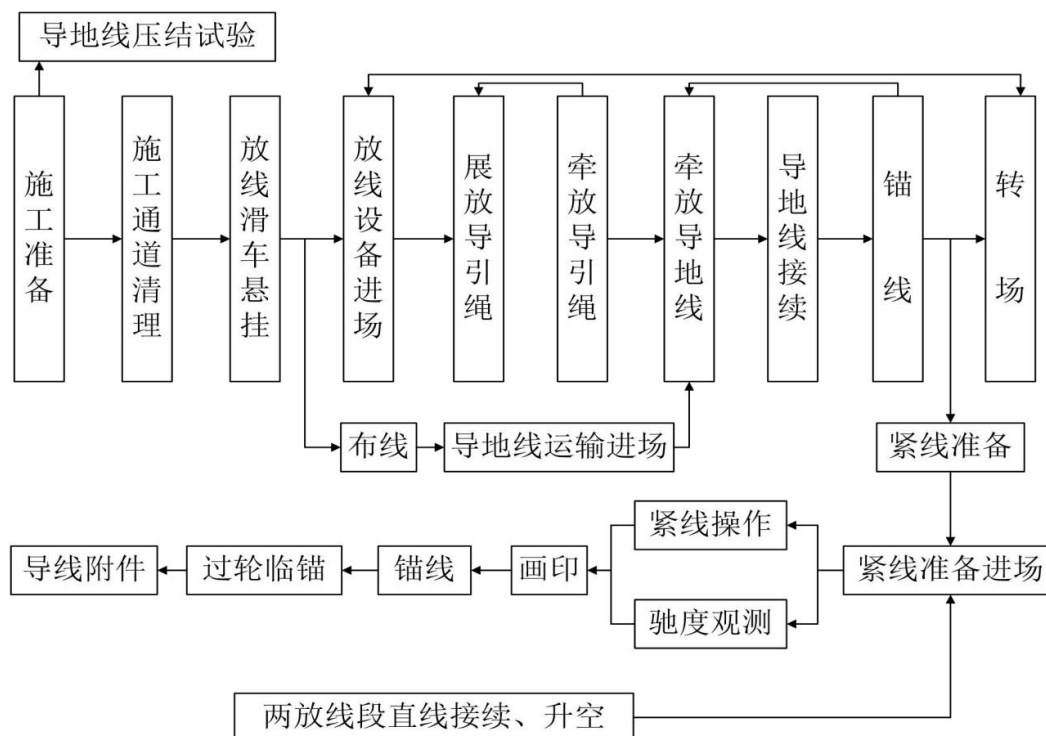 导地线压结试验
施工准备
施工通道清理
放线滑车悬挂
放线设备进场
展放导引绳
牵放导引绳
牵放导地线
导地线接续
锚线
转场
布线
导地线运输进场
紧线准备
紧线操作
导线附件
过轮临锚
锚线
画印
紧线准备进场
驰度观测
两放线段直线接续、升空